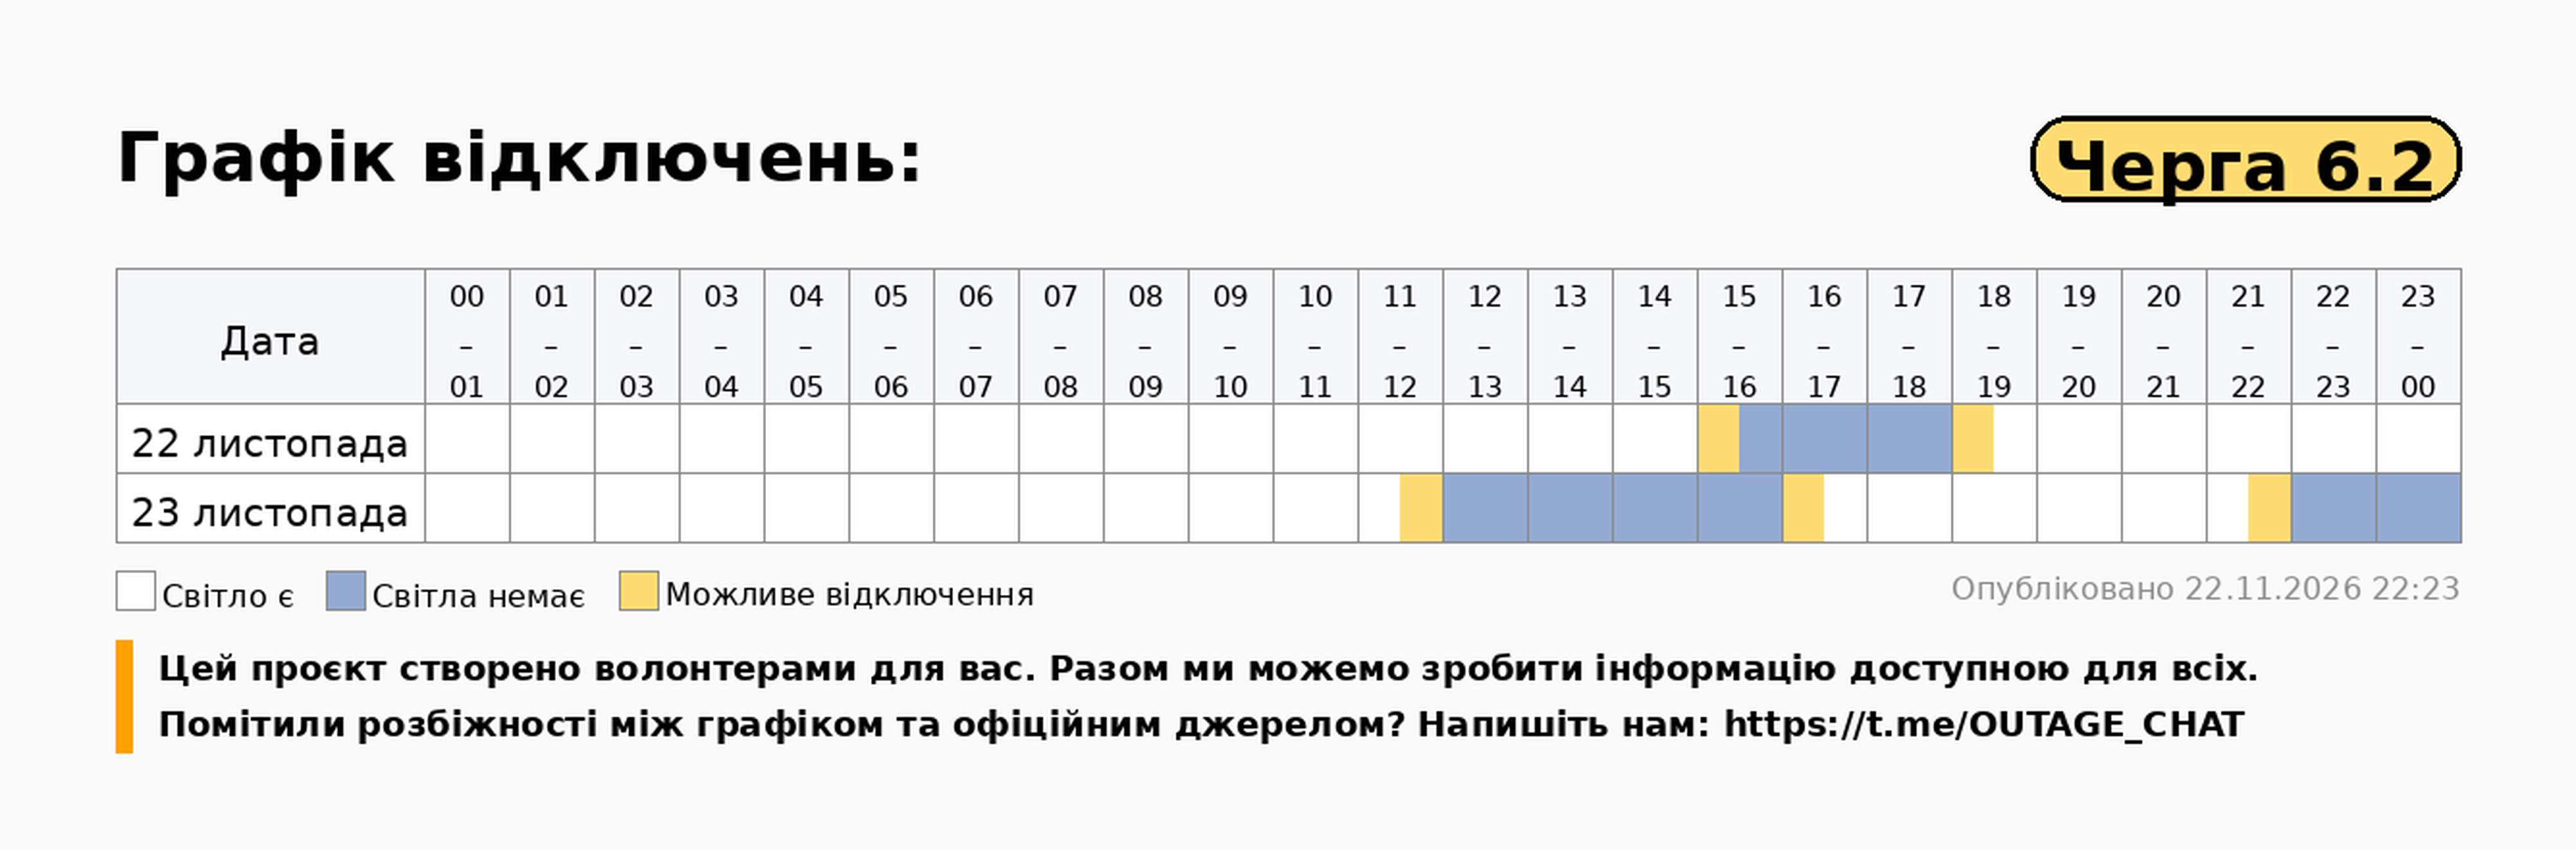 Графік відключень:
Черга 6.2
Дата
00 – 01
01 – 02
02 – 03
03 – 04
04 – 05
05 – 06
06 – 07
07 – 08
08 – 09
09 – 10
10 – 11
11 – 12
12 – 13
13 – 14
14 – 15
15 – 16
16 – 17
17 – 18
18 – 19
19 – 20
20 – 21
21 – 22
22 – 23
23 – 00
22 листопада
23 листопада
Світло є
Світла немає
Можливе відключення
Опубліковано 22.11.2026 22:23
Цей проєкт створено волонтерами для вас. Разом ми можемо зробити інформацію доступною для всіх.
Помітили розбіжності між графіком та офіційним джерелом? Напишіть нам: https://t.me/OUTAGE_CHAT